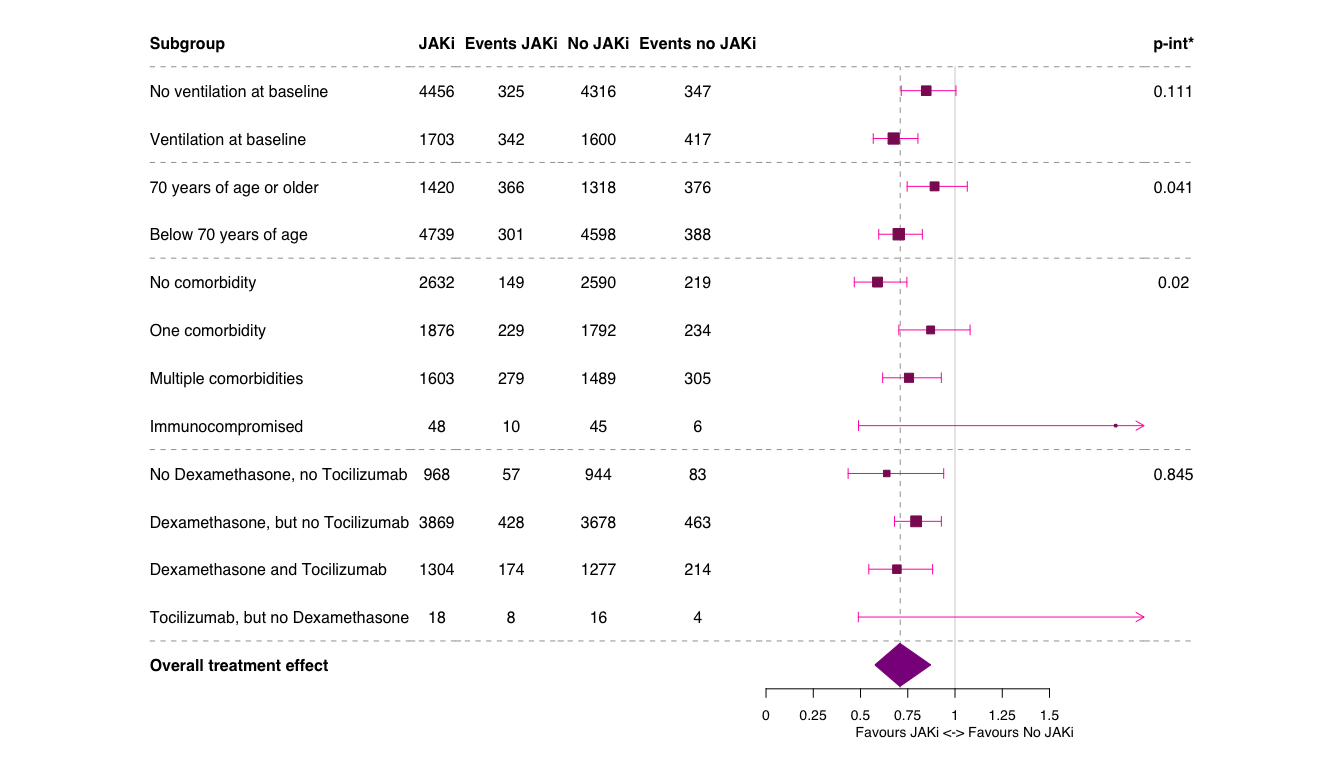 Subgroup JAKi Events JAKi No JAKi Events no JAKi p-int*
No ventilation at baseline 4456 325 4316 347 0.111
Ventilation at baseline 1703 342 1600 417
70 years of age or older 1420 366 1318 376 0.041
Below 70 years of age 4739 301 4598 388
No comorbidity 2632 149 2590 219 0.02
One comorbidity 1876 229 1792 234
Multiple comorbidities 1603 279 1489 305
Immunocompromised 48 10 45 6
No Dexamethasone, no Tocilizumab 968 57 944 83 0.845
Dexamethasone, but no Tocilizumab 3869 428 3678 463
Dexamethasone and Tocilizumab 1304 174 1277 214
Tocilizumab, but no Dexamethasone 18 8 16 4
Overall treatment effect
0 0.25 0.5 0.75 1 1.25 1.5
Favours JAKi <-> Favours No JAKi